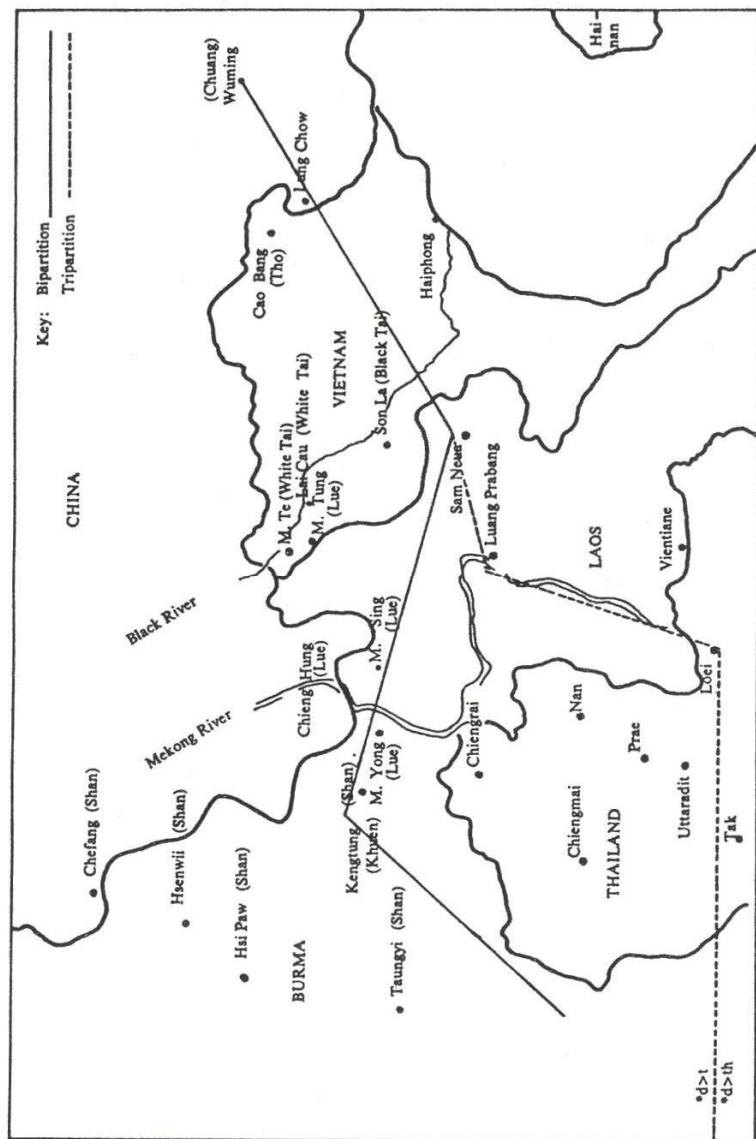 Key: Bipartition
Tripartition
CHINA
(Chuang)
Wuming
Lung Chow
Cao Bang
(Tho)
Hai-
nan
Haiphong
VIETNAM
M. Te (White Tai)
Lai Cau (White Tai)
M. Tung
(Lue)
Son La (Black Tai)
Black River
Mekong River
Chieng Hung
(Lue)
M. Sing
(Lue)
Sam Neua
Luang Prabang
LAOS
Vientiane
Chefang (Shan)
Hsenwii (Shan)
Hsi Paw (Shan)
BURMA
Kengtung (Shan)
(Khuen)
M. Yong
(Lue)
Taungyi (Shan)
Chiengrai
Nan
Chiengmai
Prae
THAILAND
Uttaradit
Loei
Tak
*d>t
*d>th